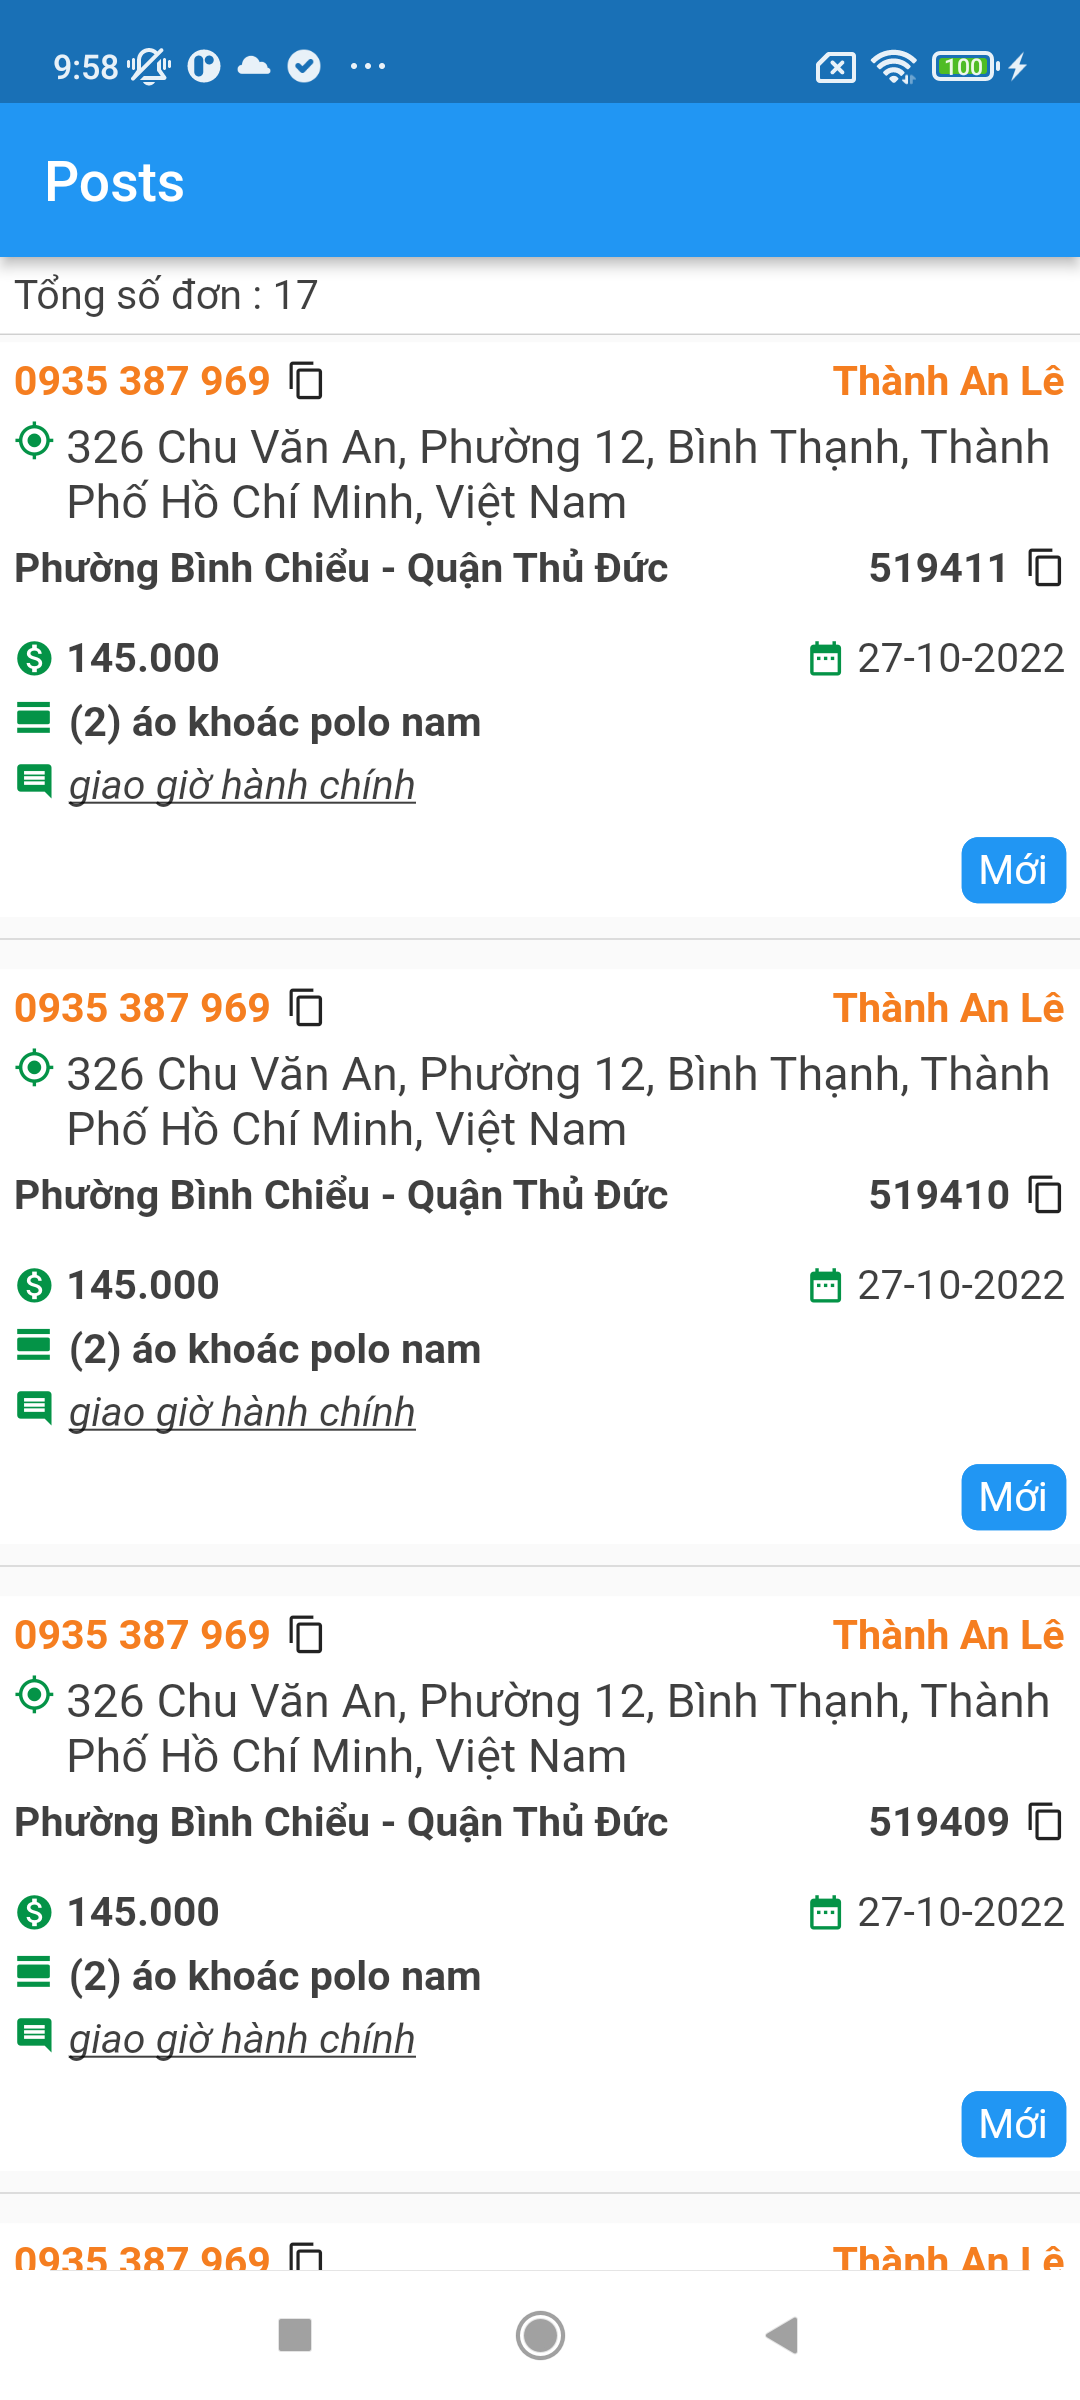 9:58
100
Posts
Tổng số đơn : 17
0935 387 969 Thành An Lê
326 Chu Văn An, Phường 12, Bình Thạnh, Thành
Phố Hồ Chí Minh, Việt Nam
Phường Bình Chiểu - Quận Thủ Đức 519411
145.000 27-10-2022
(2) áo khoác polo nam
giao giờ hành chính
Mới
0935 387 969 Thành An Lê
326 Chu Văn An, Phường 12, Bình Thạnh, Thành
Phố Hồ Chí Minh, Việt Nam
Phường Bình Chiểu - Quận Thủ Đức 519410
145.000 27-10-2022
(2) áo khoác polo nam
giao giờ hành chính
Mới
0935 387 969 Thành An Lê
326 Chu Văn An, Phường 12, Bình Thạnh, Thành
Phố Hồ Chí Minh, Việt Nam
Phường Bình Chiểu - Quận Thủ Đức 519409
145.000 27-10-2022
(2) áo khoác polo nam
giao giờ hành chính
Mới
0935 387 969 Thành An Lê